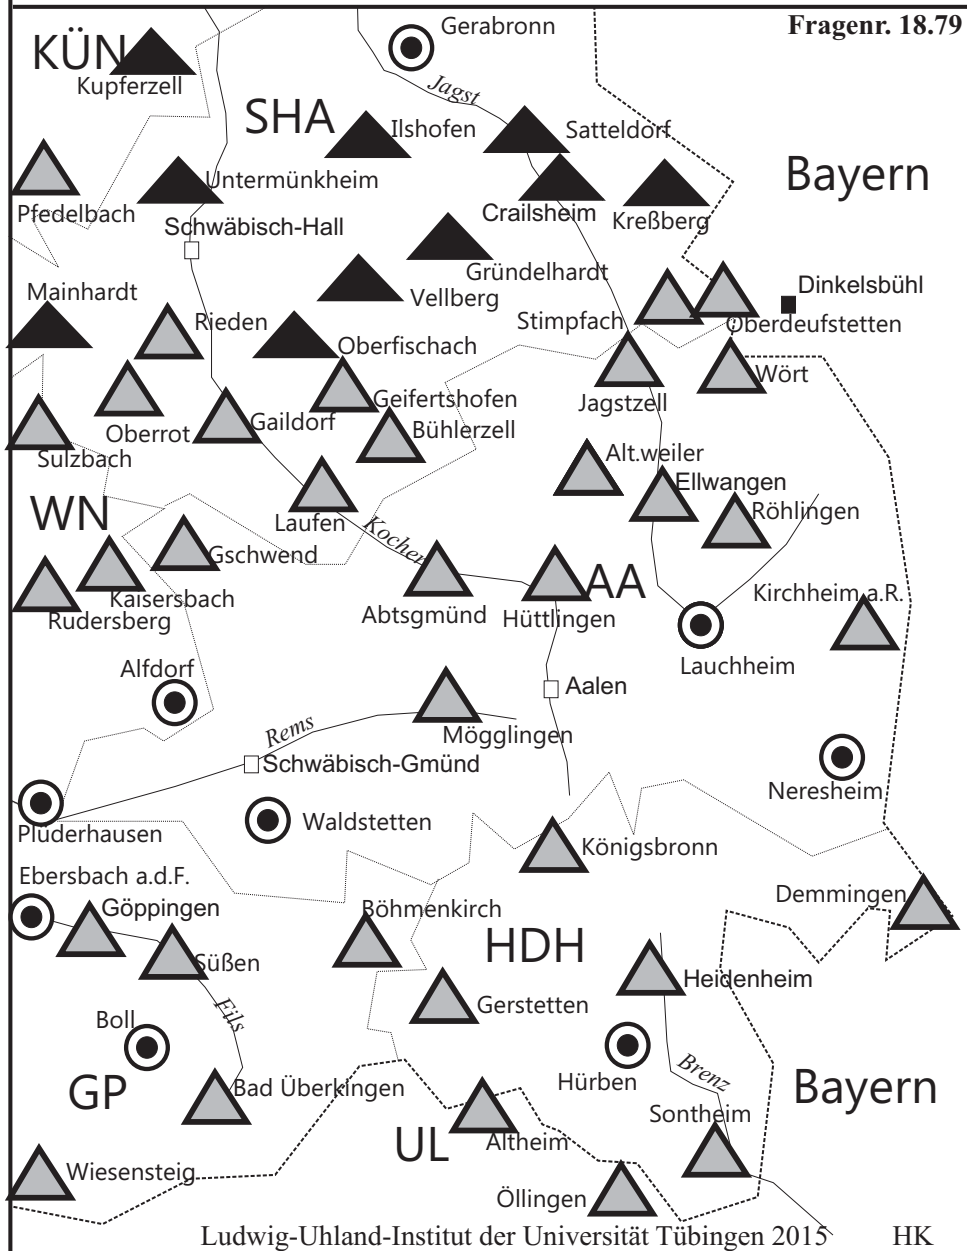 Fragenr. 18.79
Gerabronn
KÜN
Kupferzell
Jagst
SHA
Ilshofen
Satteldorf
Bayern
Untermünkheim
Pfedelbach
Crailsheim
Kreßberg
Schwäbisch-Hall
Gründelhardt
Dinkelsbühl
Mainhardt
Vellberg
Rieden
Stimpfach
Oberdeufstetten
Oberfischach
Wört
Geifertshofen
Jagstzell
Gaildorf
Bühlerzell
Oberrot
Sulzbach
Alt.weiler
Ellwangen
WN
Röhlingen
Laufen
Kocher
Gschwend
AA
Kirchheim a.R.
Kaisersbach
Abtsgmünd
Hüttlingen
Rudersberg
Alfdorf
Lauchheim
Aalen
Rems
Mögglingen
Schwäbisch-Gmünd
Neresheim
Plüderhausen
Waldstetten
Königsbronn
Ebersbach a.d.F.
Demmingen
Göppingen
Böhmenkirch
HDH
Süßen
Heidenheim
Gerstetten
Fils
Boll
Brenz
Hürben
GP
Bad Überkingen
Bayern
Sontheim
UL
Altheim
Wiesensteig
Öllingen
Ludwig-Uhland-Institut der Universität Tübingen 2015 HK